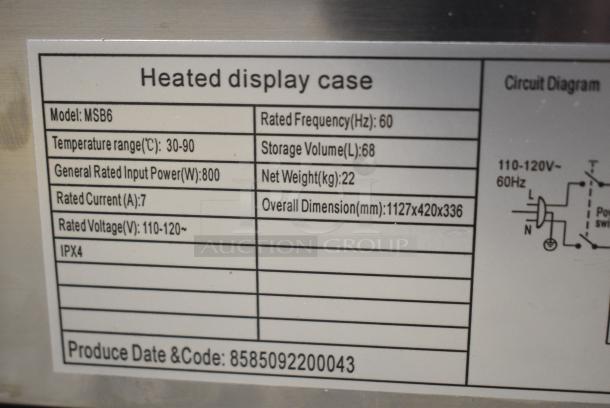 Heated display case
Model: MSB6
Temperature range(℃): 30-90
General Rated Input Power(W):800
Rated Current (A):7
Rated Voltage(V): 110-120~
IPX4
Rated Frequency(Hz): 60
Storage Volume(L):68
Net Weight(kg):22
Overall Dimension(mm):1127x420x336
Produce Date &Code: 8585092200043
Circuit Diagram
110-120V~
60Hz
L
N
AUCTION GROUP